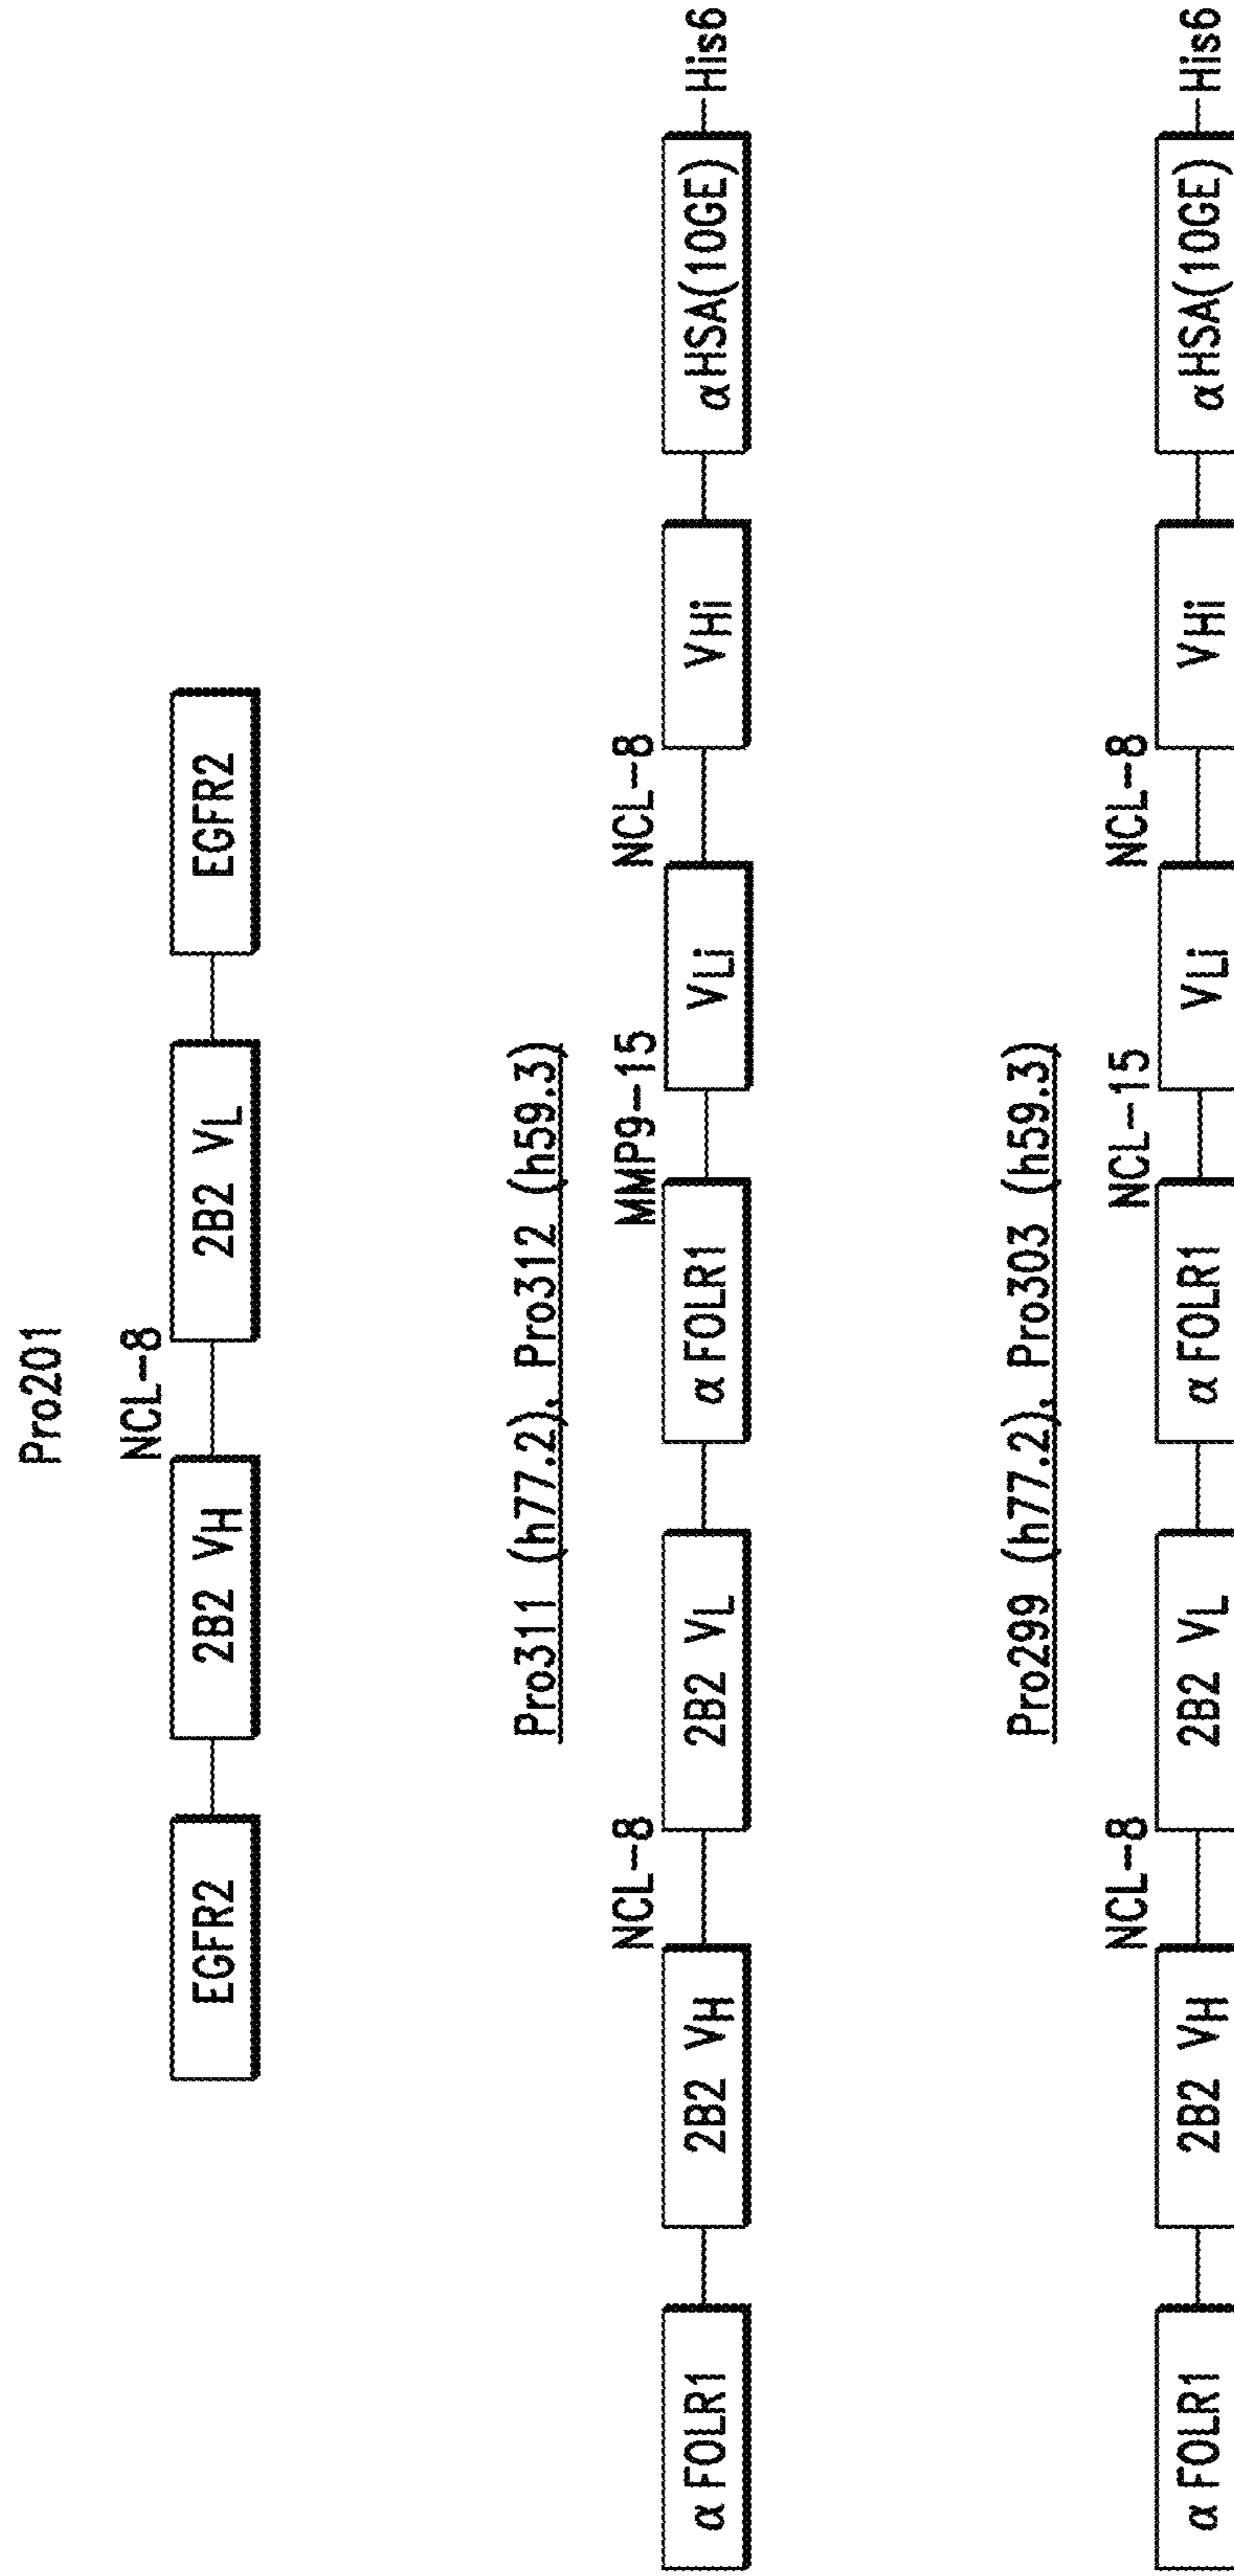 Pro201
NCL-8
EGFR2 2B2 VH 2B2 VL EGFR2
Pro311 (h77.2), Pro312 (h59.3)
NCL-8 MMP9-15 NCL-8
α FOLR1 2B2 VH 2B2 VL α FOLR1 VLi VHi αHSA(10GE) His6
Pro299 (h77.2), Pro303 (h59.3)
NCL-8 NCL-15 NCL-8
α FOLR1 2B2 VH 2B2 VL α FOLR1 VLi VHi αHSA(10GE) His6